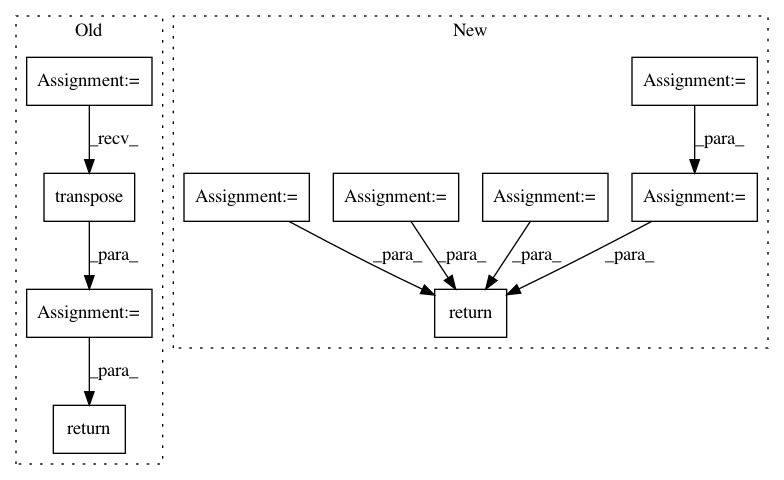 Old
Assignment:=
_recv_
transpose
_para_
Assignment:=
_para_
return
New
Assignment:=
_para_
Assignment:=
Assignment:=
Assignment:=
Assignment:=
_para_
_para_
_para_
_para_
return